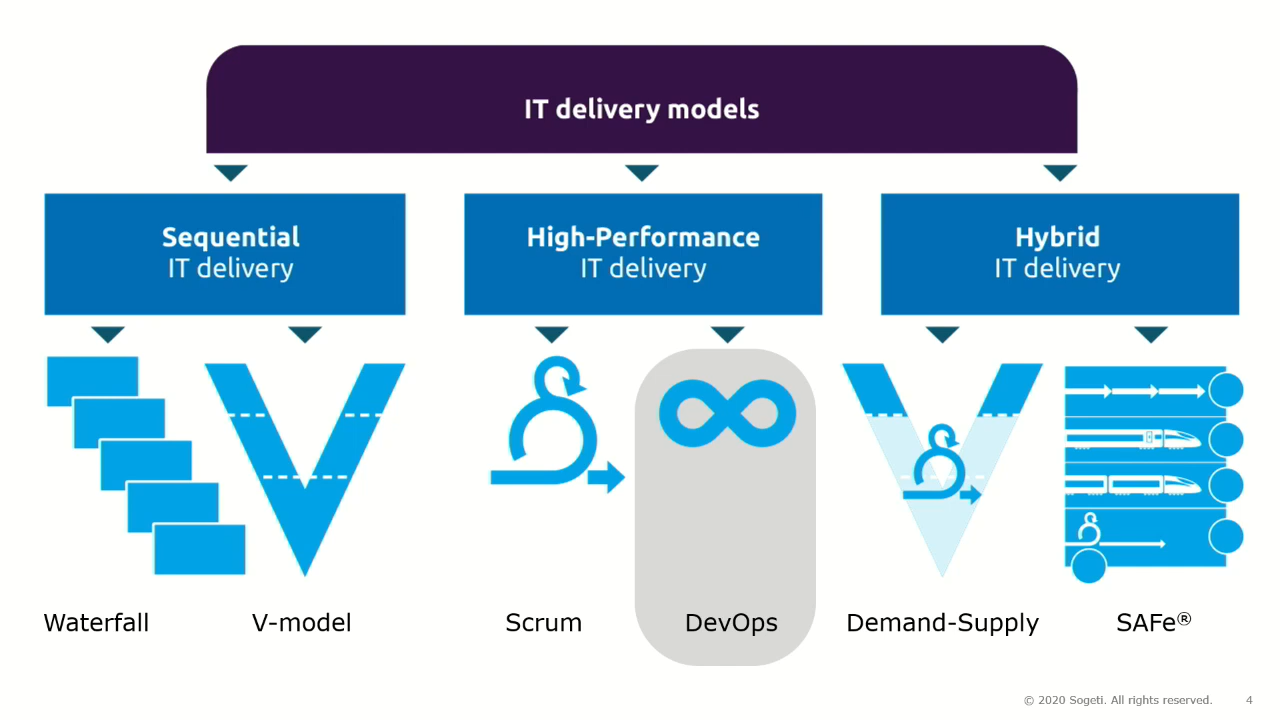 IT delivery models
Sequential
IT delivery
High-Performance
IT delivery
Hybrid
IT delivery
Waterfall
V-model
Scrum
DevOps
Demand-Supply
SAFe®
© 2020 Sogeti. All rights reserved.
4